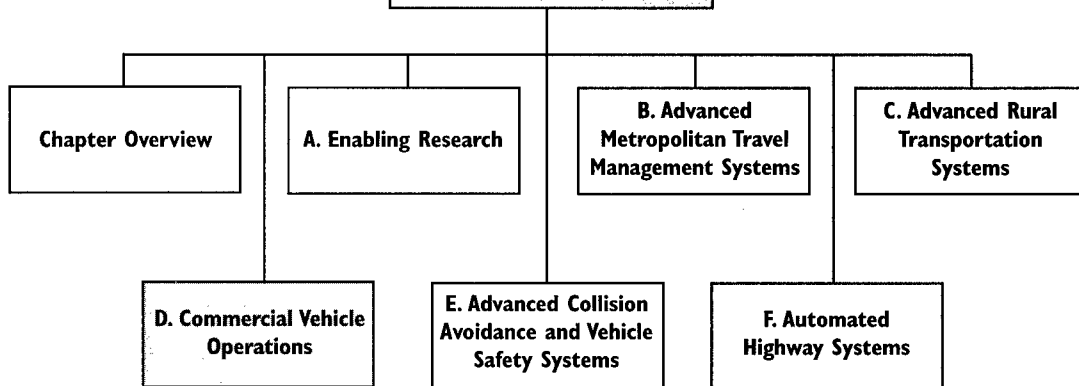 Chapter Overview
A. Enabling Research
B. Advanced
Metropolitan Travel
Management Systems
C. Advanced Rural
Transportation
Systems
D. Commercial Vehicle
Operations
E. Advanced Collision
Avoidance and Vehicle
Safety Systems
F. Automated
Highway Systems